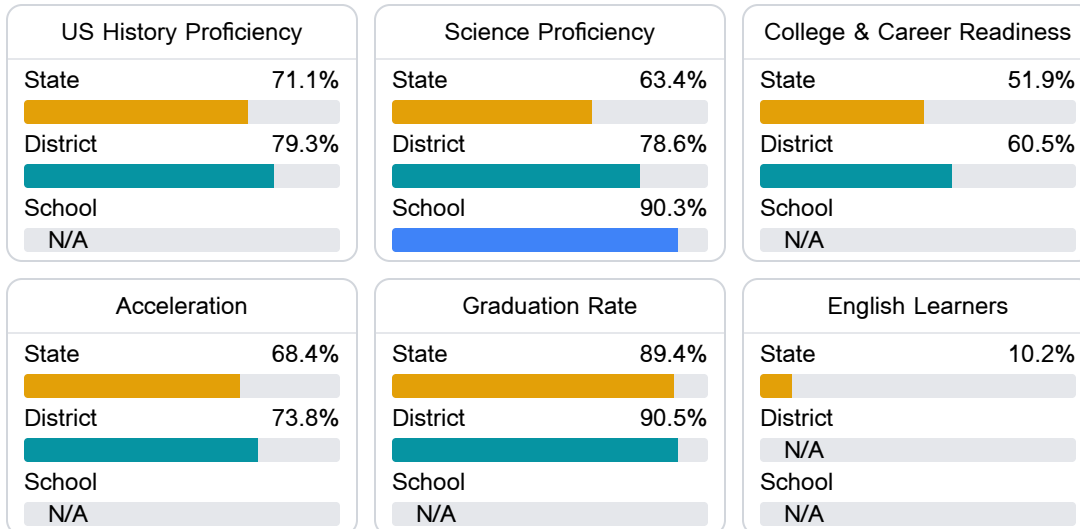 US History Proficiency
State 71.1%
District 79.3%
School
N/A
Science Proficiency
State 63.4%
District 78.6%
School 90.3%
College & Career Readiness
State 51.9%
District 60.5%
School
N/A
Acceleration
State 68.4%
District 73.8%
School
N/A
Graduation Rate
State 89.4%
District 90.5%
School
N/A
English Learners
State 10.2%
District
N/A
School
N/A